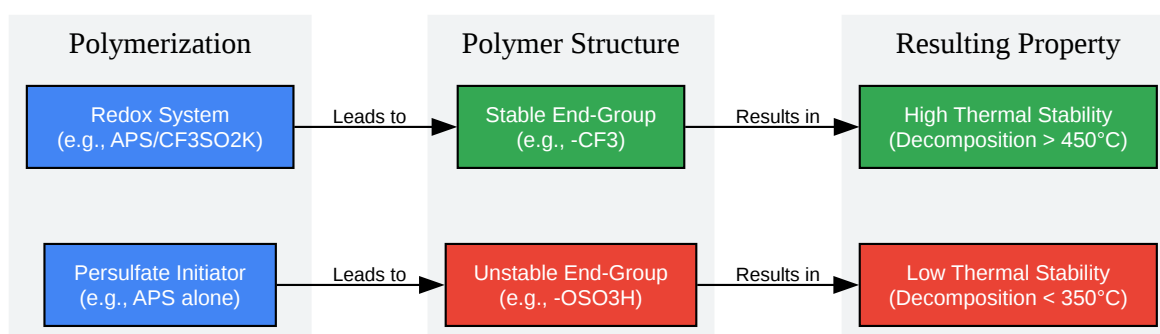 Polymerization
Polymer Structure
Resulting Property
Redox System
(e.g., APS/CF3SO2K)
Leads to
Stable End-Group
(e.g., -CF3)
Results in
High Thermal Stability
(Decomposition > 450°C)
Persulfate Initiator
(e.g., APS alone)
Leads to
Unstable End-Group
(e.g., -OSO3H)
Results in
Low Thermal Stability
(Decomposition < 350°C)